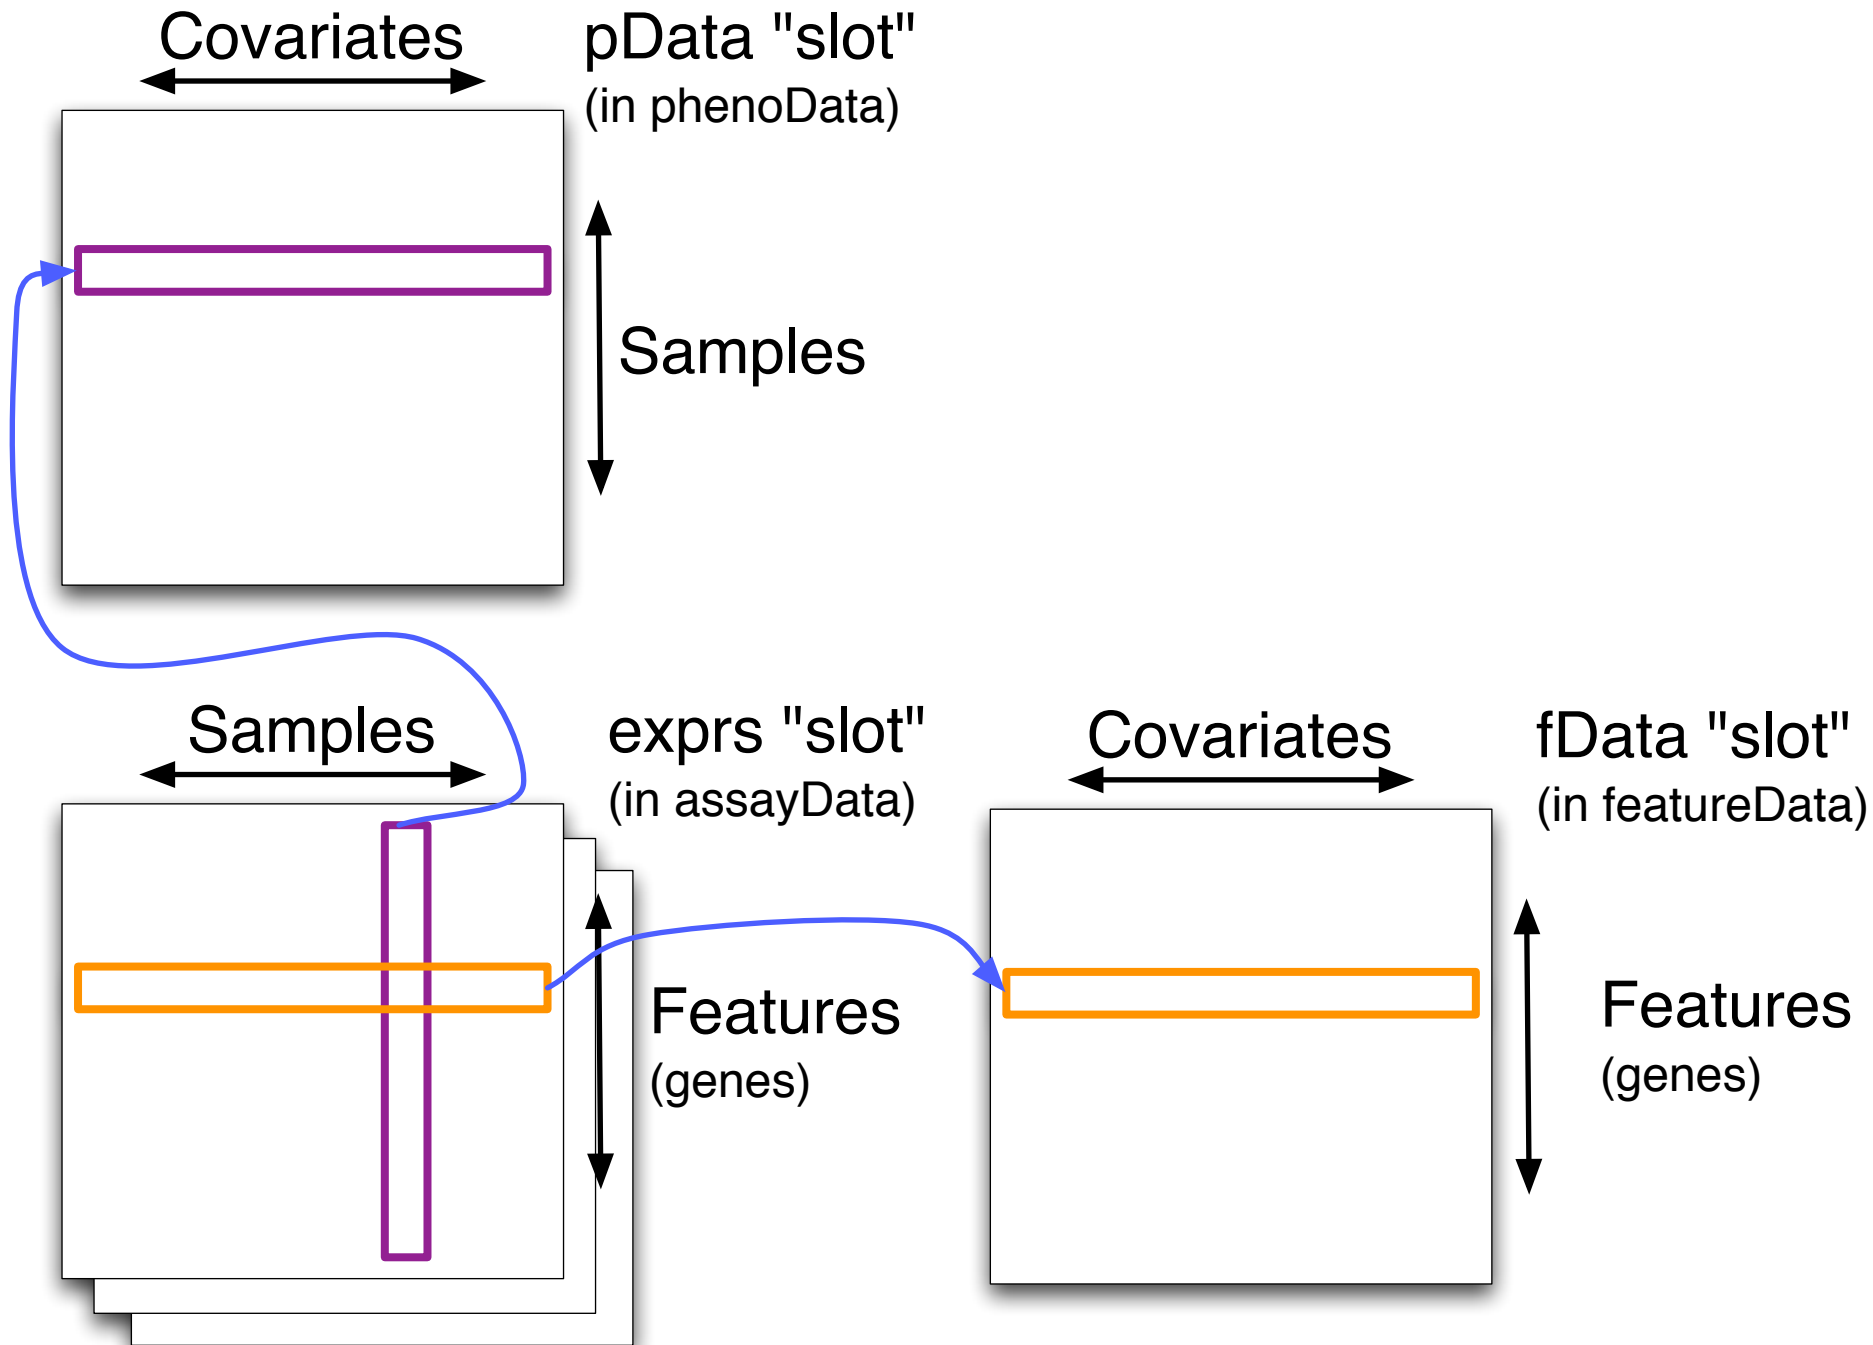 Covariates
pData "slot"
(in phenoData)
Samples
Samples
exprs "slot"
(in assayData)
Features
(genes)
Covariates
fData "slot"
(in featureData)
Features
(genes)